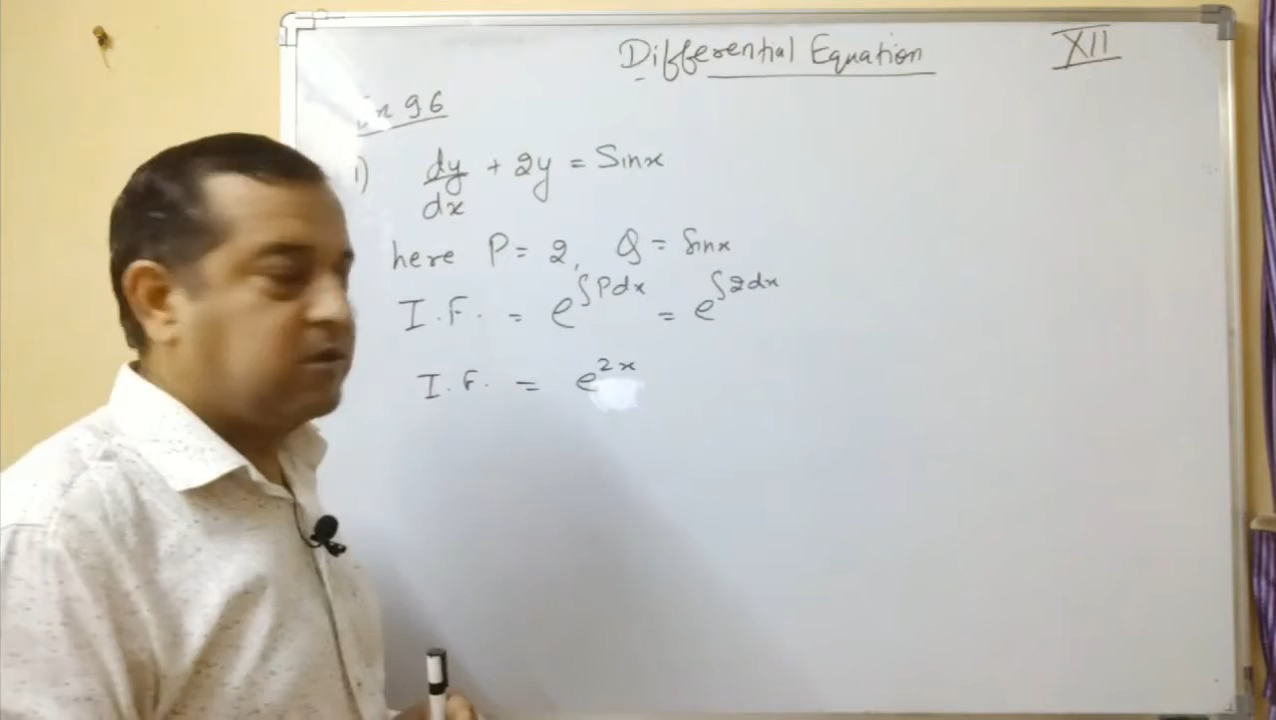 Differential Equation XII
9.6
1) dy/dx + 2y = Sinx
here P = 2, Q = Sinx
I.F. = e^∫Pdx = e^∫2dx
I.F. = e^2x